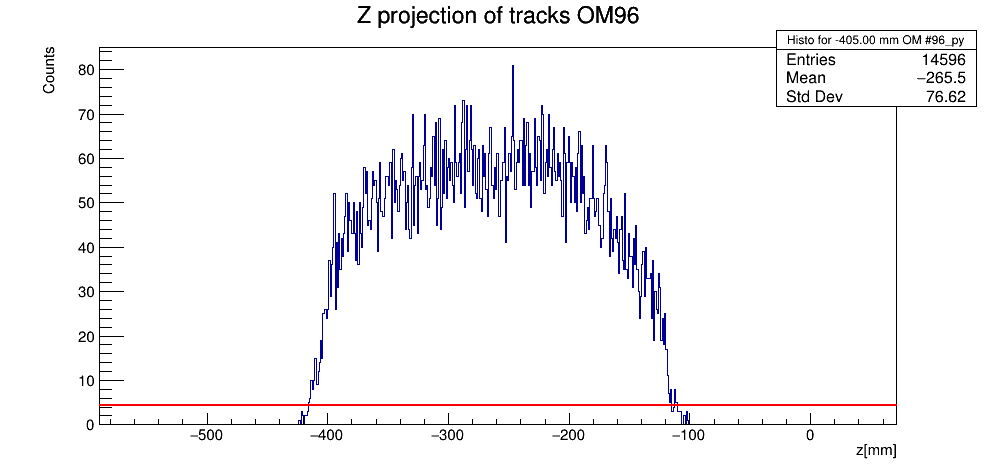 Z projection of tracks OM96
Histo for -405.00 mm OM #96_py
Entries 14596
Mean −265.5
Std Dev 76.62
Counts
80
70
60
50
40
30
20
10
0
−500 −400 −300 −200 −100 0
z[mm]